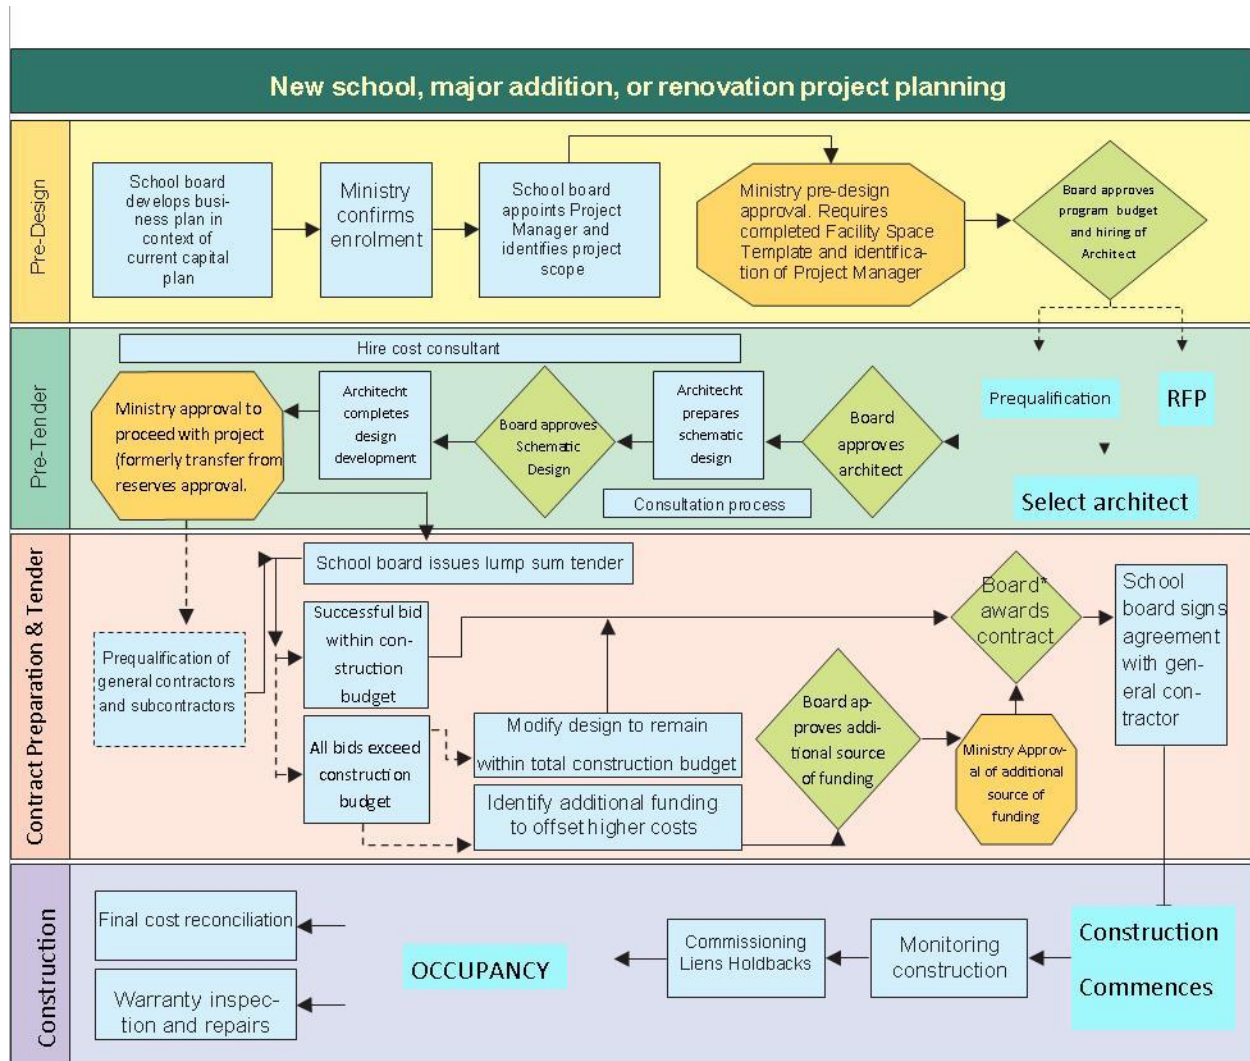 New school, major addition, or renovation project planning
Pre-Design
School board
develops busi-
ness plan in
context of
current capital
plan
Ministry
confirms
enrolment
School board
appoints Project
Manager and
identifies project
scope
Ministry pre-design
approval. Requires
completed Facility Space
Template and identifica-
tion of Project Manager
Board approves
program budget
and hiring of
Architect
Pre-Tender
Hire cost consultant
Ministry approval to
proceed with project
(formerly transfer from
reserves approval.
Architecht
completes
design
development
Board approves
Schematic
Design
Architecht
prepares
schematic
design
Board
approves
architect
Prequalification
RFP
Select architect
Consultation process
Contract Preparation & Tender
School board issues lump sum tender
Prequalification of
general contractors
and subcontractors
Successful bid
within con-
struction
budget
All bids exceed
construction
budget
Modify design to remain
within total construction budget
Identify additional funding
to offset higher costs
Board ap-
proves addi-
tional source
of funding
Ministry Approv-
al of additional
source of
funding
Board*
awards
contract
School
board signs
agreement
with gen-
eral con-
tractor
Construction
Construction
Commences
Monitoring
construction
Commissioning
Liens Holdbacks
OCCUPANCY
Final cost reconciliation
Warranty inspec-
tion and repairs